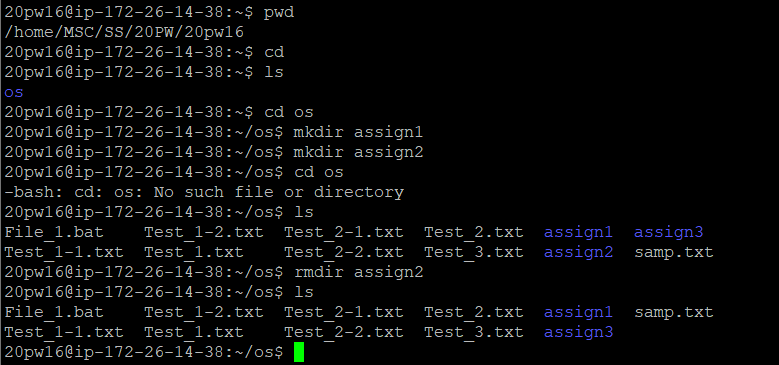 20pw16@ip-172-26-14-38:~$ pwd
/home/MSC/SS/20PW/20pw16
20pw16@ip-172-26-14-38:~$ cd
20pw16@ip-172-26-14-38:~$ ls
os
20pw16@ip-172-26-14-38:~$ cd os
20pw16@ip-172-26-14-38:~/os$ mkdir assign1
20pw16@ip-172-26-14-38:~/os$ mkdir assign2
20pw16@ip-172-26-14-38:~/os$ cd os
-bash: cd: os: No such file or directory
20pw16@ip-172-26-14-38:~/os$ ls
File_1.bat    Test_1-2.txt  Test_2-1.txt  Test_2.txt  assign1  assign3
Test_1-1.txt  Test_1.txt    Test_2-2.txt  Test_3.txt  assign2  samp.txt
20pw16@ip-172-26-14-38:~/os$ rmdir assign2
20pw16@ip-172-26-14-38:~/os$ ls
File_1.bat    Test_1-2.txt  Test_2-1.txt  Test_2.txt  assign1  samp.txt
Test_1-1.txt  Test_1.txt    Test_2-2.txt  Test_3.txt  assign3
20pw16@ip-172-26-14-38:~/os$